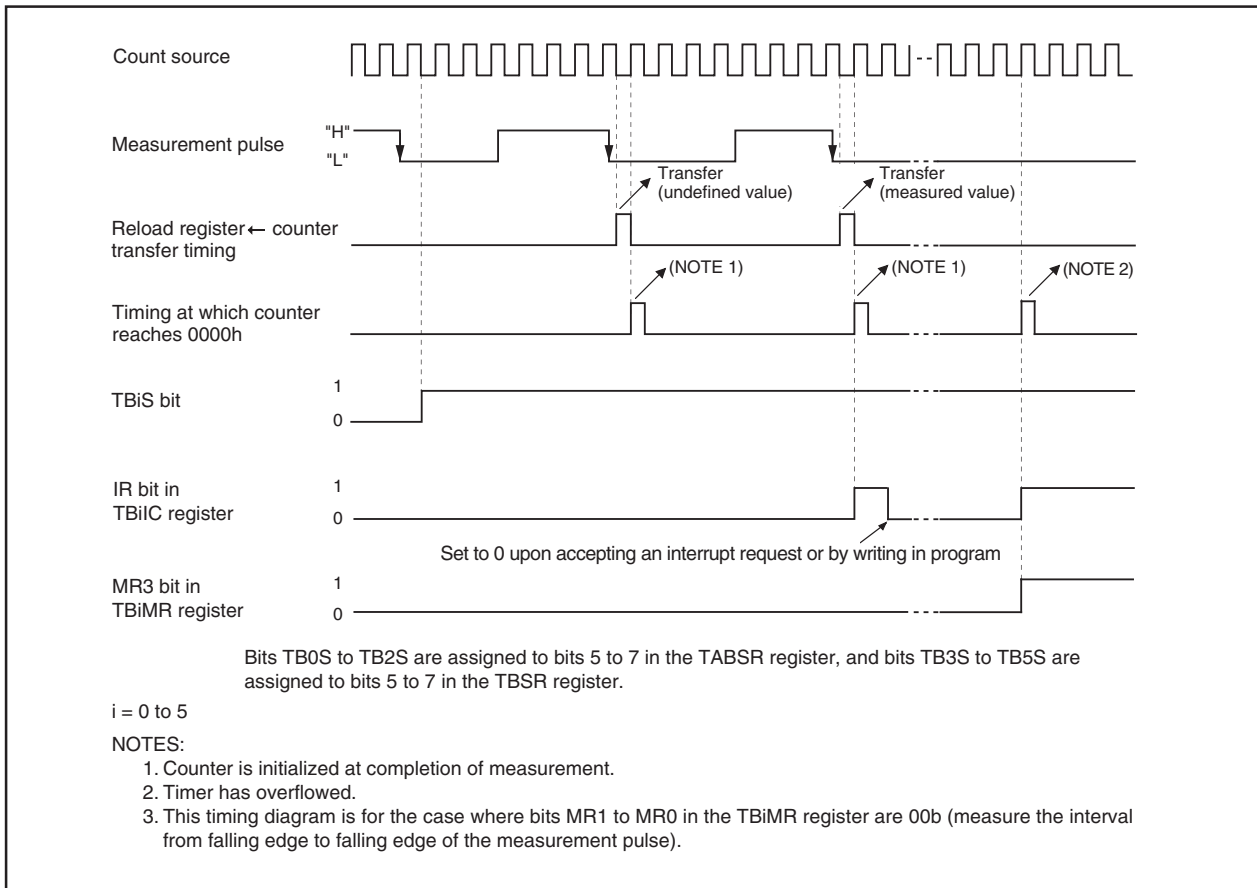 Count source
Measurement pulse
"H"
"L"
Transfer
(undefined value)
Transfer
(measured value)
Reload register ← counter
transfer timing
(NOTE 1)
(NOTE 1)
(NOTE 2)
Timing at which counter
reaches 0000h
TBiS bit
1
0
IR bit in
TBiIC register
1
0
Set to 0 upon accepting an interrupt request or by writing in program
MR3 bit in
TBiMR register
1
0
Bits TB0S to TB2S are assigned to bits 5 to 7 in the TABSR register, and bits TB3S to TB5S are
assigned to bits 5 to 7 in the TBSR register.
i = 0 to 5
NOTES:
1. Counter is initialized at completion of measurement.
2. Timer has overflowed.
3. This timing diagram is for the case where bits MR1 to MR0 in the TBiMR register are 00b (measure the interval
from falling edge to falling edge of the measurement pulse).